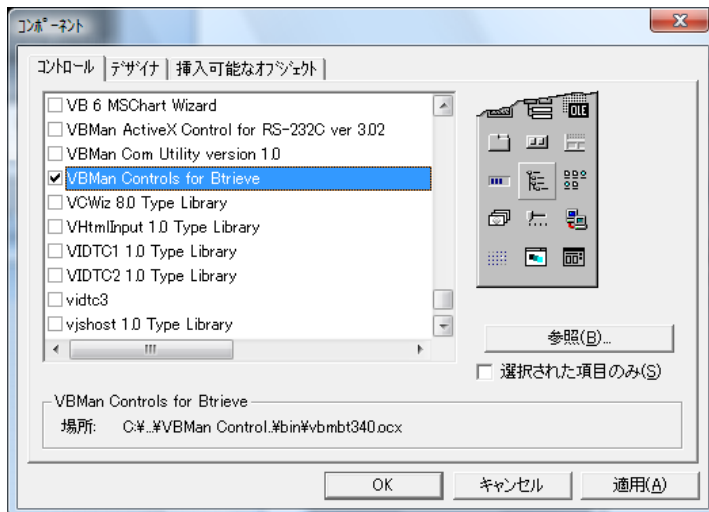 コンポーネント
コントロール デザイナ 挿入可能なオブジェクト
VB 6 MSChart Wizard
VBMan ActiveX Control for RS-232C ver 3.02
VBMan Com Utility version 1.0
VBMan Controls for Btrieve
VCWiz 8.0 Type Library
VHtmlInput 1.0 Type Library
VIDTC1 1.0 Type Library
VIDTC2 1.0 Type Library
vidtc3
vjshost 1.0 Type Library
OLE
参照(B)...
選択された項目のみ(S)
VBMan Controls for Btrieve
場所: C:¥...¥VBMan Control..¥bin¥vbmbt340.ocx
OK キャンセル 適用(A)